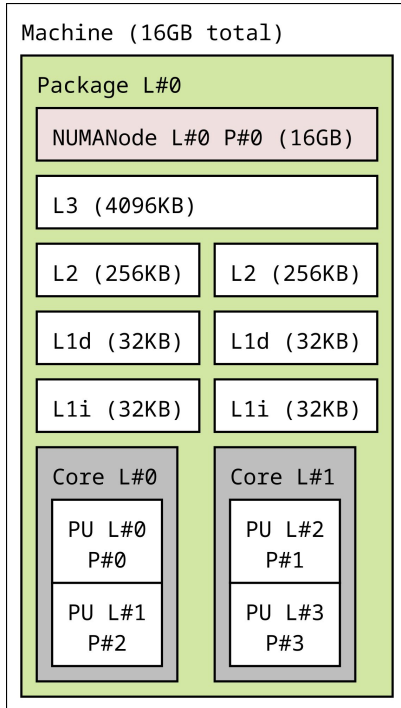 Machine (16GB total)
Package L#0
NUMANode L#0 P#0 (16GB)
L3 (4096KB)
L2 (256KB) L2 (256KB)
L1d (32KB) L1d (32KB)
L1i (32KB) L1i (32KB)
Core L#0 Core L#1
PU L#0 PU L#2
P#0 P#1
PU L#1 PU L#3
P#2 P#3